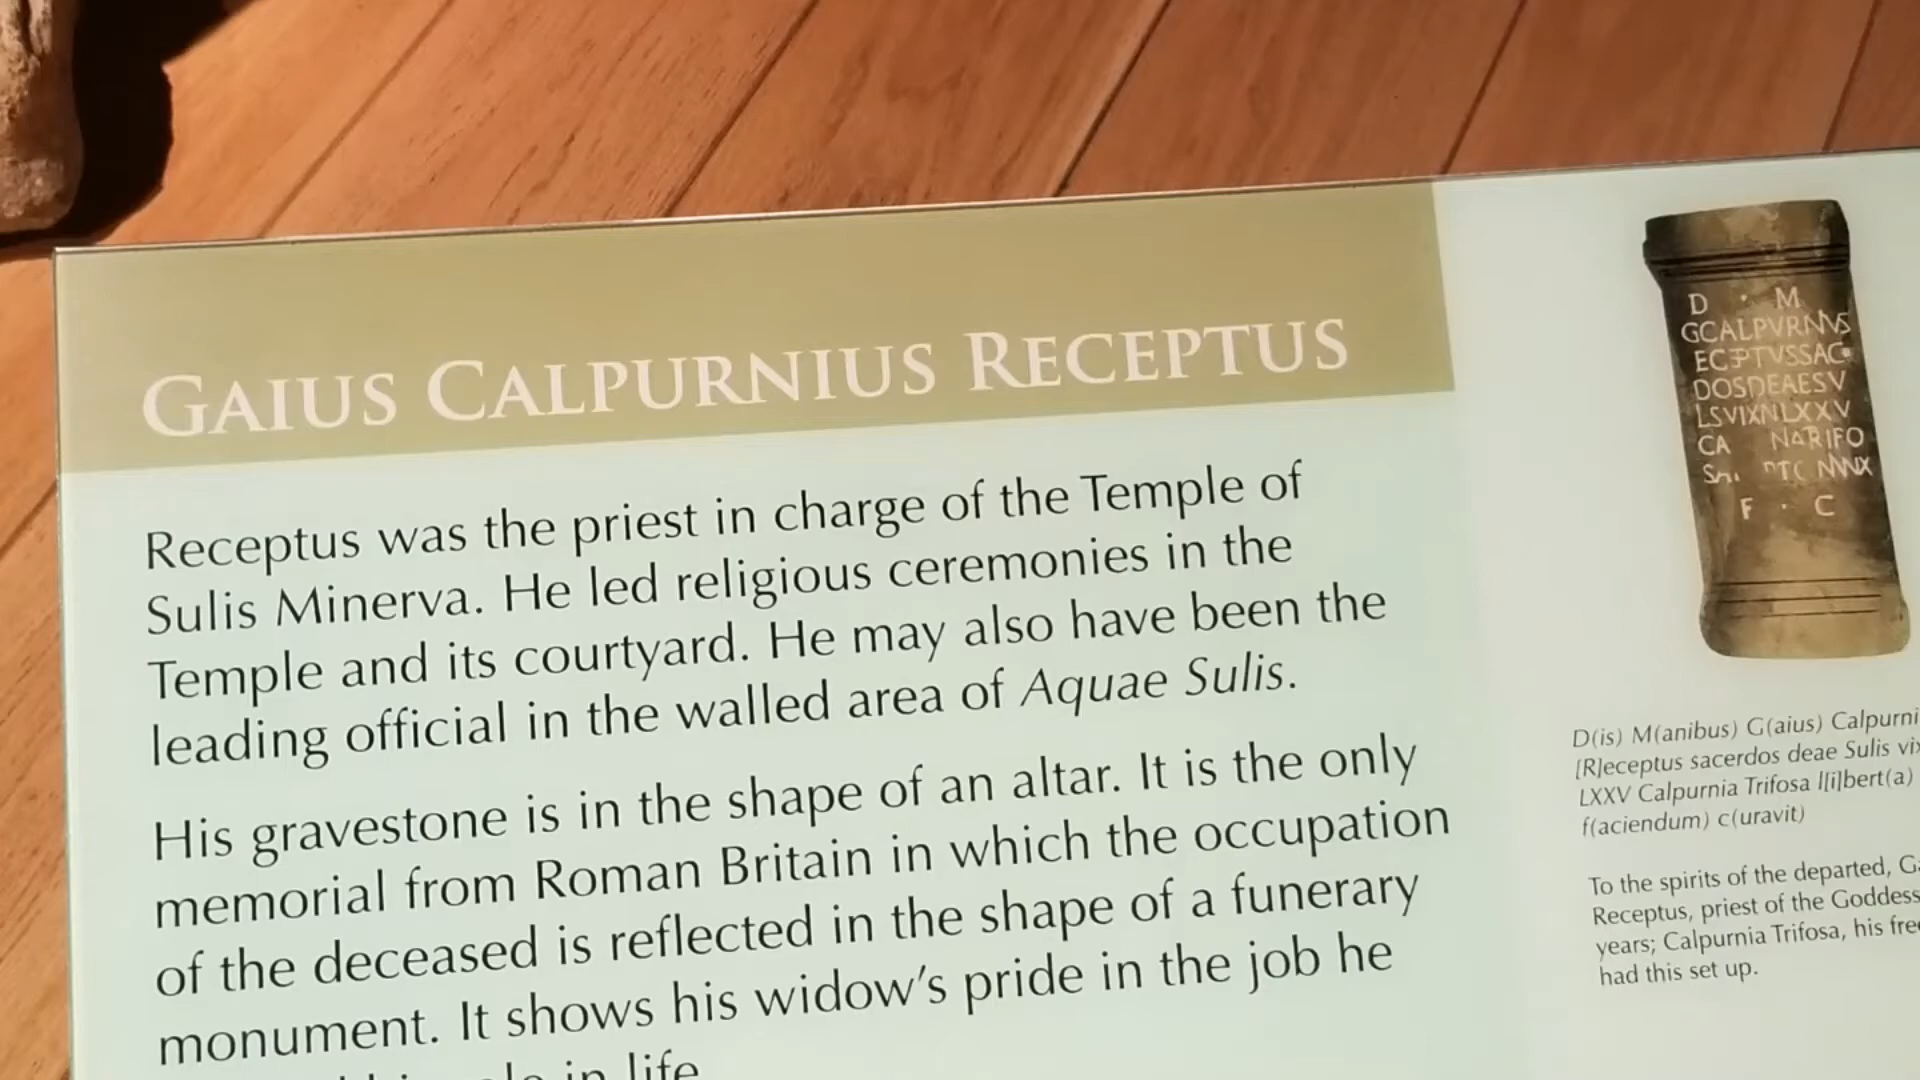 GAIUS CALPURNIUS RECEPTUS
Receptus was the priest in charge of the Temple of
Sulis Minerva. He led religious ceremonies in the
Temple and its courtyard. He may also have been the
leading official in the walled area of Aquae Sulis.
His gravestone is in the shape of an altar. It is the only
memorial from Roman Britain in which the occupation
of the deceased is reflected in the shape of a funerary
monument. It shows his widow's pride in the job he
in life
D · M
GCALPVRNVS
ECEPTVSSAC
DOSDEAESV
LSVIXNLXXV
CA NARIFO
F · C
D(is) M(anibus) G(aius) Calpurni
[R]eceptus sacerdos deae Sulis
LXXV Calpurnia Trifosa l[i]bert(a)
f(aciendum) c(uravit)
To the spirits of the departed,
Receptus, priest of the Goddess
years; Calpurnia Trifosa, his
had this set up.